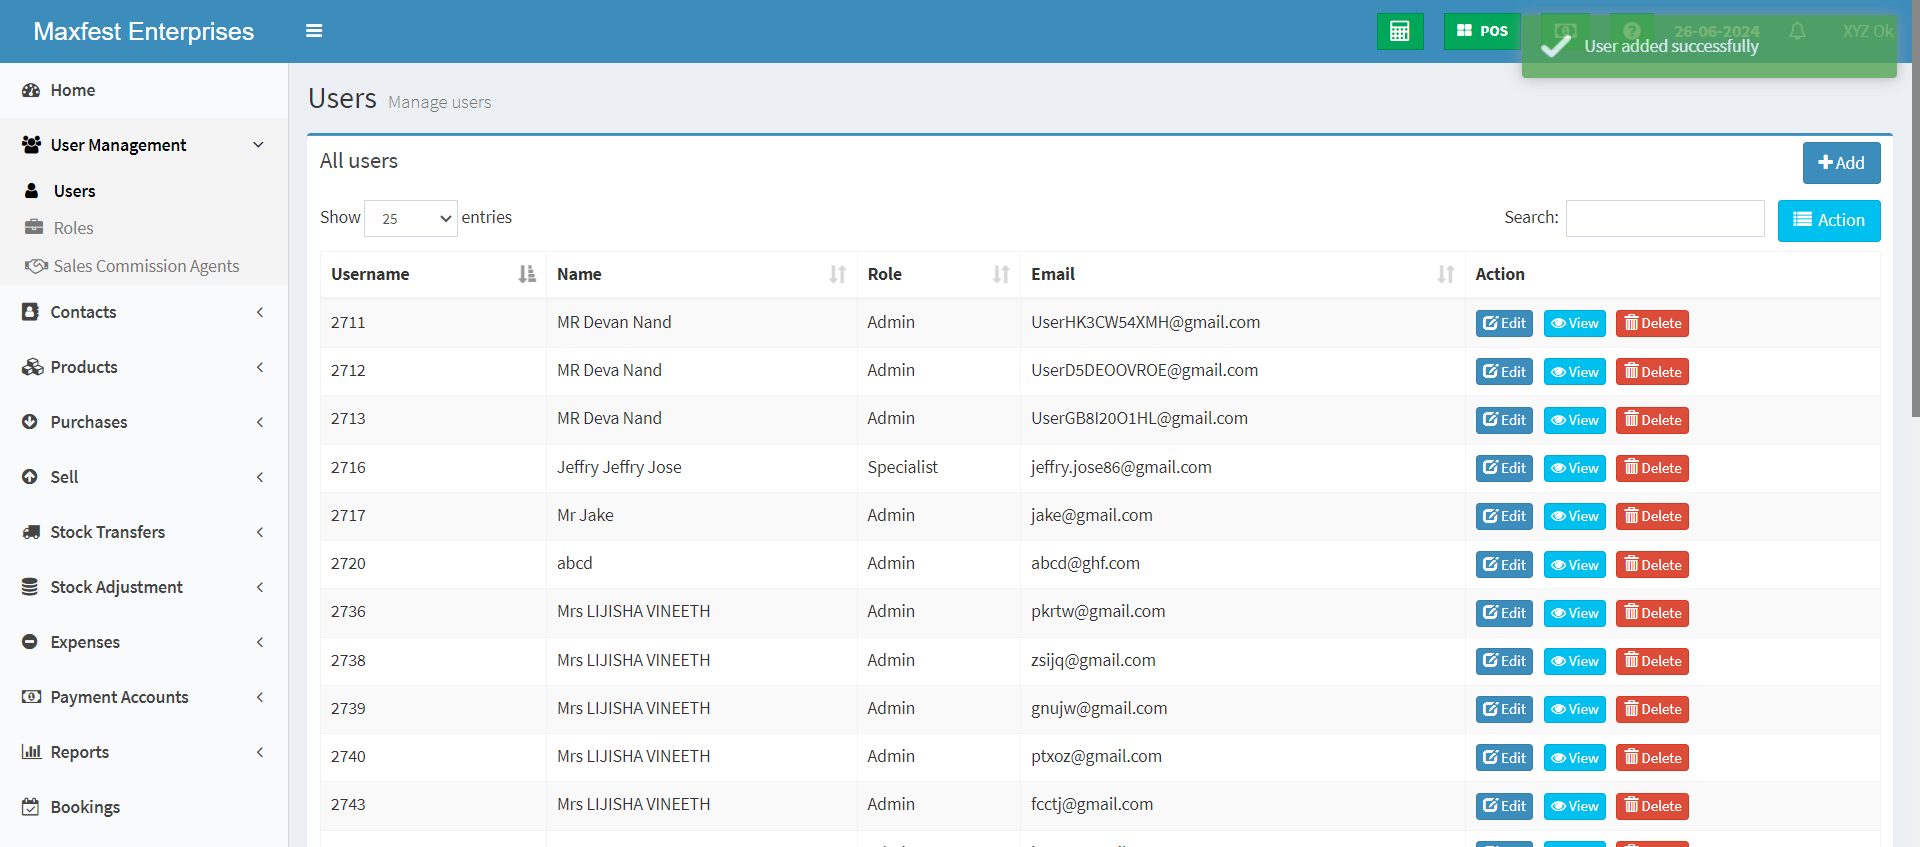 Maxfest Enterprises
POS
26-06-2024
XYZ Ok
User added successfully
Home
User Management
Users
Roles
Sales Commission Agents
Contacts
Products
Purchases
Sell
Stock Transfers
Stock Adjustment
Expenses
Payment Accounts
Reports
Bookings
Users Manage users
All users
Add
Show 25 entries
Search:
Action
Username Name Role Email Action
2711 MR Devan Nand Admin UserHK3CW54XMH@gmail.com Edit View Delete
2712 MR Deva Nand Admin UserD5DEOOVROE@gmail.com Edit View Delete
2713 MR Deva Nand Admin UserGB8I20O1HL@gmail.com Edit View Delete
2716 Jeffry Jeffry Jose Specialist jeffry.jose86@gmail.com Edit View Delete
2717 Mr Jake Admin jake@gmail.com Edit View Delete
2720 abcd Admin abcd@ghf.com Edit View Delete
2736 Mrs LIJISHA VINEETH Admin pkrtw@gmail.com Edit View Delete
2738 Mrs LIJISHA VINEETH Admin zsijq@gmail.com Edit View Delete
2739 Mrs LIJISHA VINEETH Admin gnujw@gmail.com Edit View Delete
2740 Mrs LIJISHA VINEETH Admin ptxoz@gmail.com Edit View Delete
2743 Mrs LIJISHA VINEETH Admin fcctj@gmail.com Edit View Delete